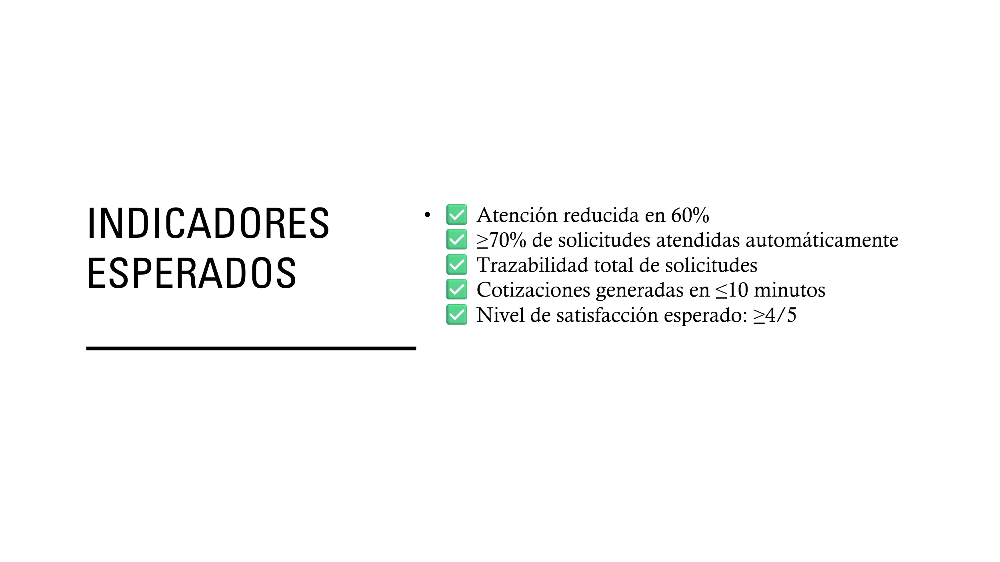 INDICADORES
ESPERADOS
• ✅ Atención reducida en 60%
✅ ≥70% de solicitudes atendidas automáticamente
✅ Trazabilidad total de solicitudes
✅ Cotizaciones generadas en ≤10 minutos
✅ Nivel de satisfacción esperado: ≥4/5